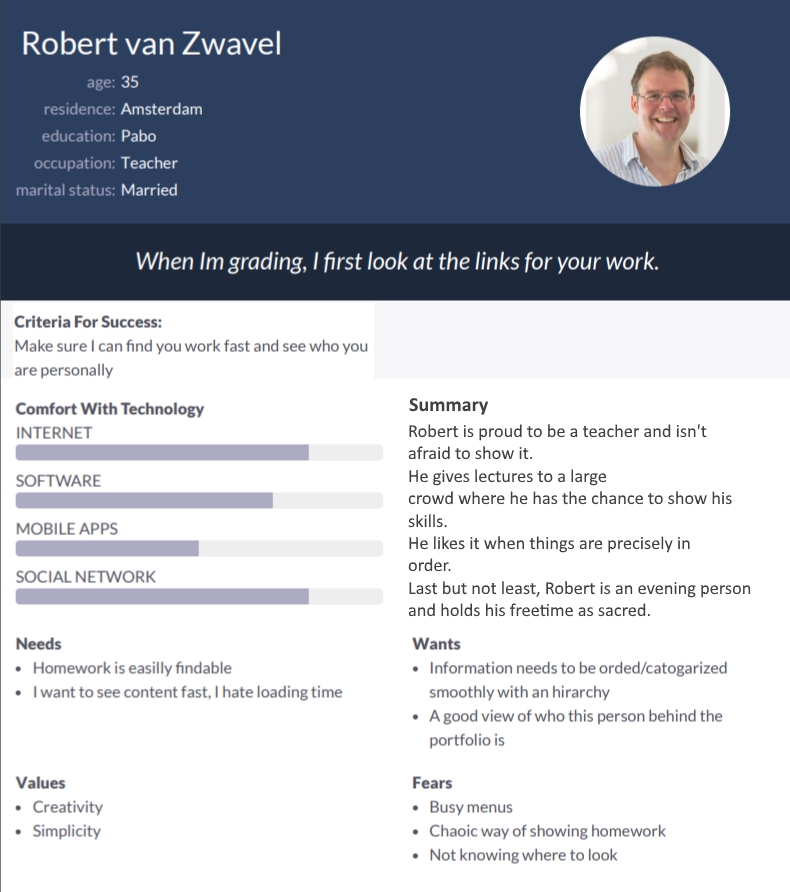 Robert van Zwavel
age: 35
residence: Amsterdam
education: Pabo
occupation: Teacher
marital status: Married
When Im grading, I first look at the links for your work.
Criteria For Success:
Make sure I can find you work fast and see who you
are personally
Comfort With Technology
INTERNET
SOFTWARE
MOBILE APPS
SOCIAL NETWORK
Summary
Robert is proud to be a teacher and isn't
afraid to show it.
He gives lectures to a large
crowd where he has the chance to show his
skills.
He likes it when things are precisely in
order.
Last but not least, Robert is an evening person
and holds his freetime as sacred.
Needs
• Homework is easilly findable
• I want to see content fast, I hate loading time
Wants
• Information needs to be orded/catogarized
smoothly with an hirarchy
• A good view of who this person behind the
portfolio is
Values
• Creativity
• Simplicity
Fears
• Busy menus
• Chaoic way of showing homework
• Not knowing where to look